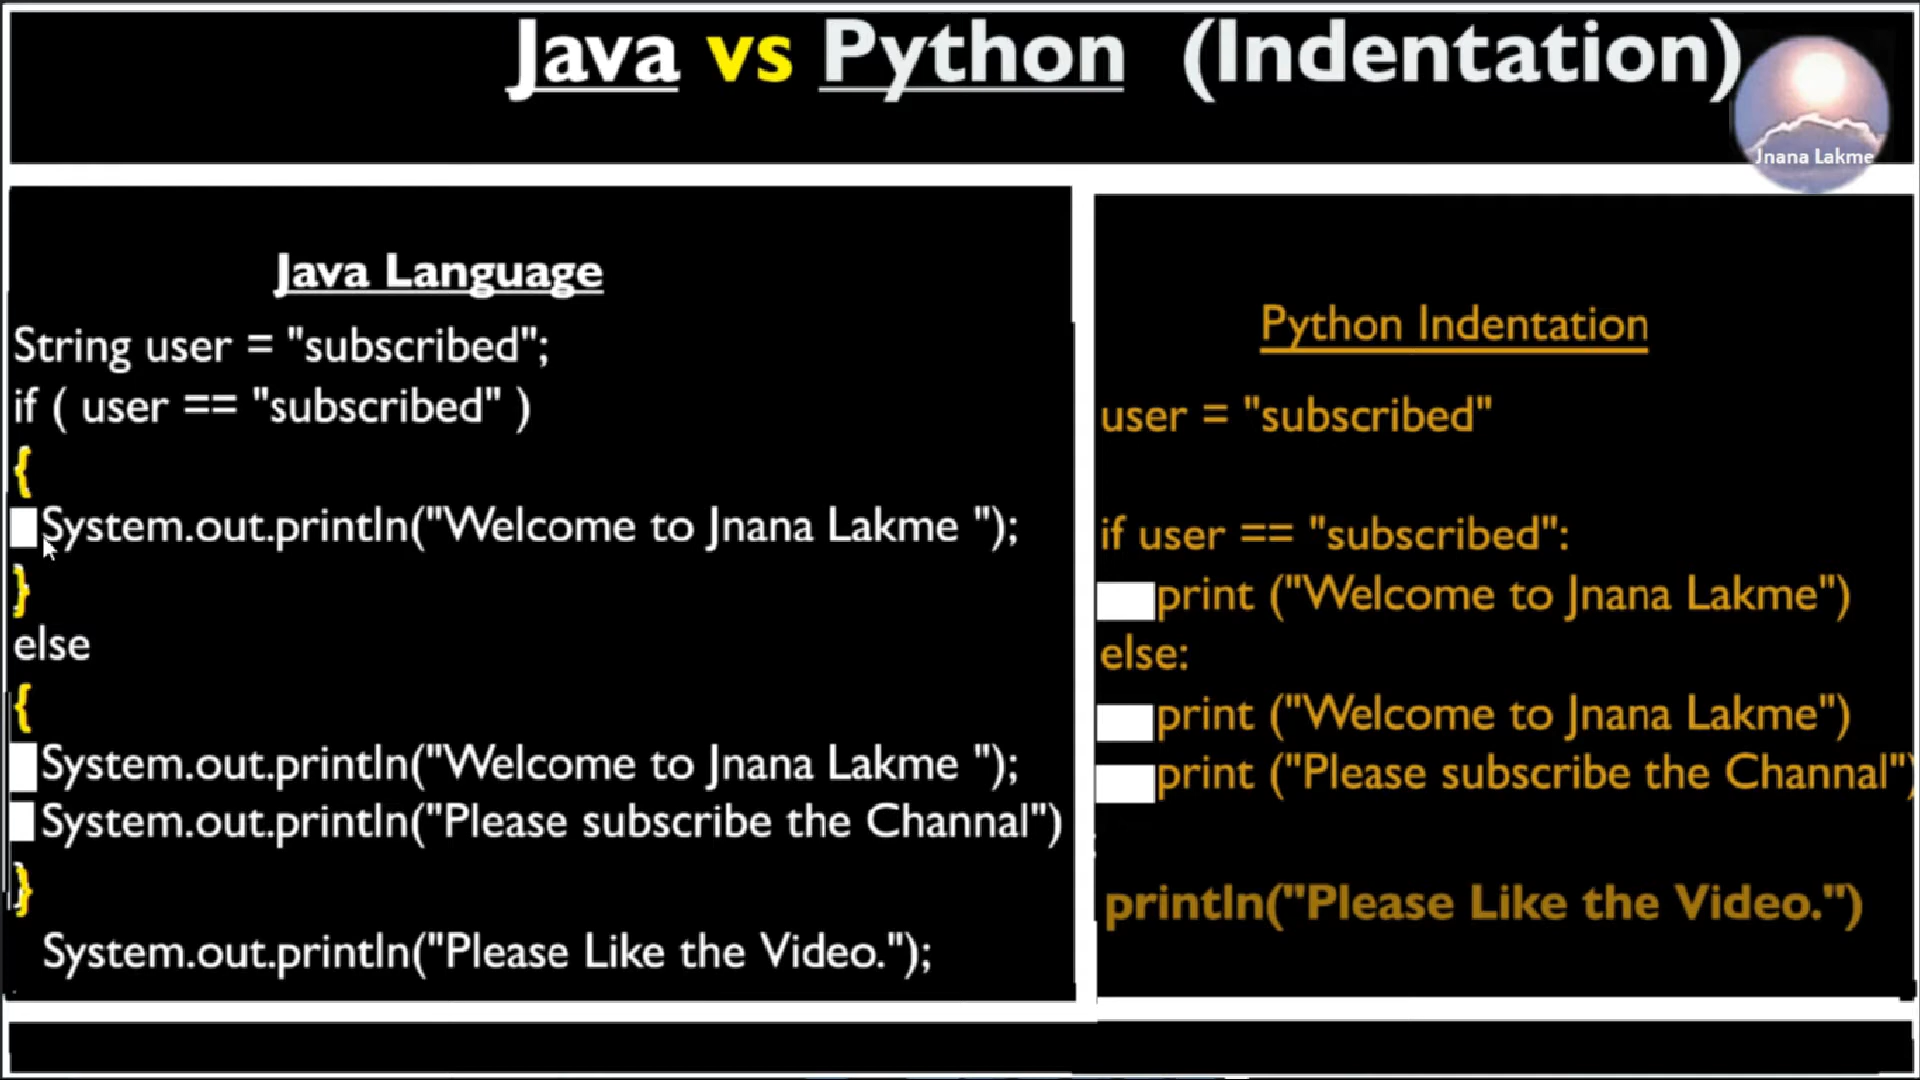 Java vs Python (Indentation)
Jnana Lakme
Java Language
String user = "subscribed";
if ( user == "subscribed" )
{
System.out.println("Welcome to Jnana Lakme ");
}
else
{
System.out.println("Welcome to Jnana Lakme ");
System.out.println("Please subscribe the Channal")
}
System.out.println("Please Like the Video.");
Python Indentation
user = "subscribed"
if user == "subscribed":
print ("Welcome to Jnana Lakme")
else:
print ("Welcome to Jnana Lakme")
print ("Please subscribe the Channal")
println("Please Like the Video.")